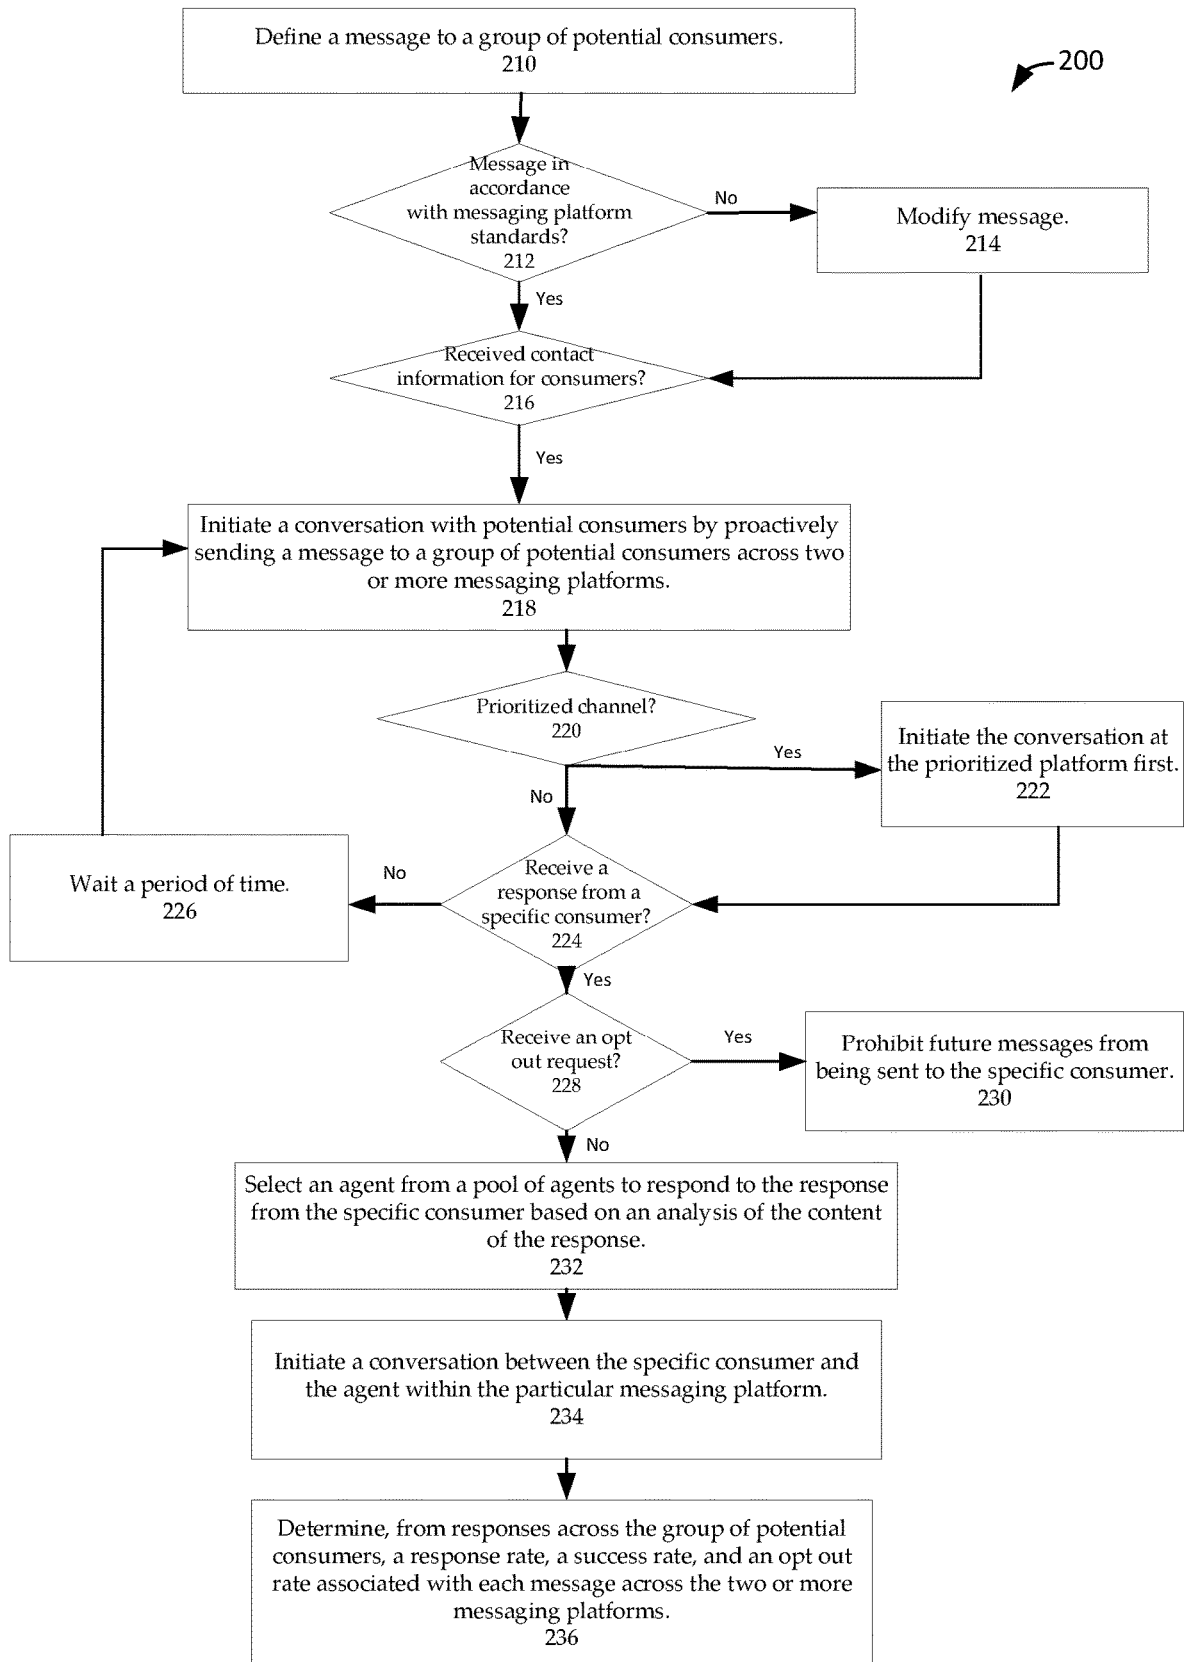 Define a message to a group of potential consumers.
210
200
Message in
accordance
with messaging platform
standards?
212
No
Modify message.
214
Yes
Received contact
information for consumers?
216
Yes
Initiate a conversation with potential consumers by proactively
sending a message to a group of potential consumers across two
or more messaging platforms.
218
Prioritized channel?
220
Yes
Initiate the conversation at
the prioritized platform first.
222
No
Receive a
response from a
specific consumer?
224
No
Wait a period of time.
226
Yes
Receive an opt
out request?
228
Yes
Prohibit future messages from
being sent to the specific consumer.
230
No
Select an agent from a pool of agents to respond to the response
from the specific consumer based on an analysis of the content
of the response.
232
Initiate a conversation between the specific consumer and
the agent within the particular messaging platform.
234
Determine, from responses across the group of potential
consumers, a response rate, a success rate, and an opt out
rate associated with each message across the two or more
messaging platforms.
236